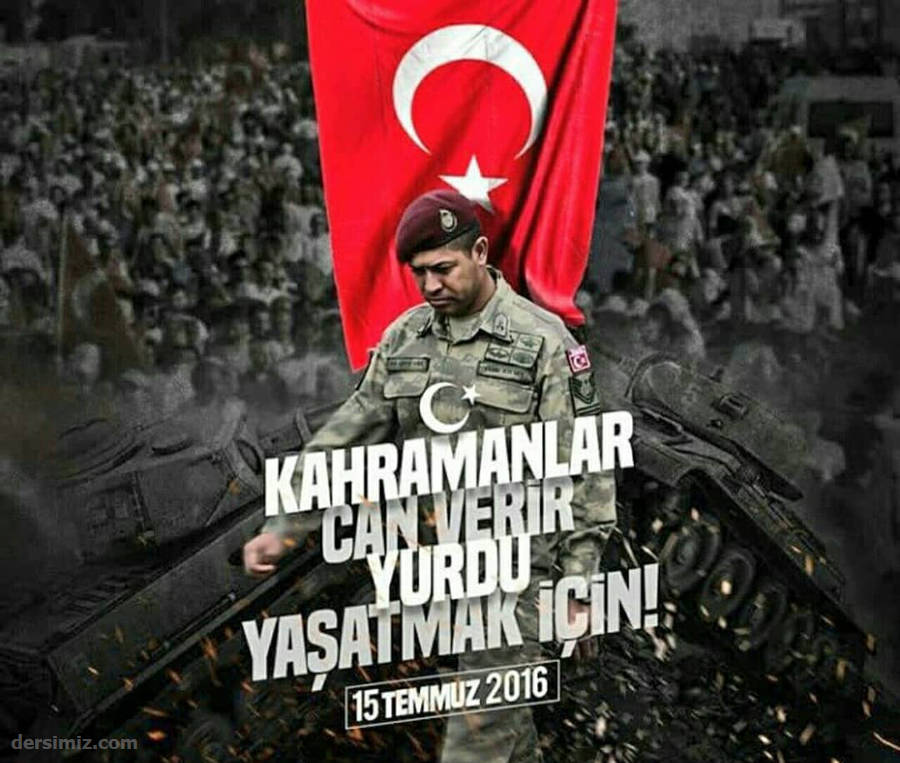 KAHRAMANLAR
CAN VERİR
YURDU
YAŞATMAK İÇİN!
15 TEMMUZ 2016
dersimiz.com